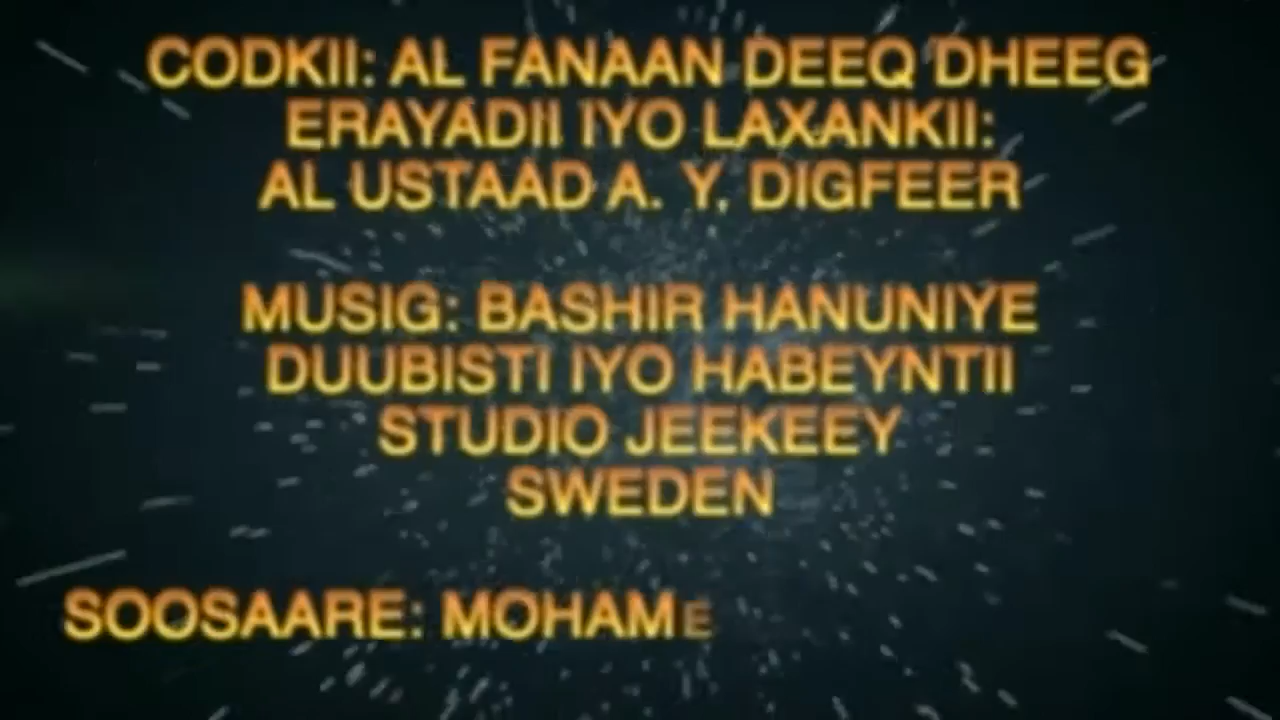 CODKII: AL FANAAN DEEQ DHEEG
ERAYADII IYO LAXANKII:
AL USTAAD A. Y. DIGFEER
MUSIG: BASHIR HANUNIYE
DUUBISTI IYO HABEYNTII
STUDIO JEEKEEY
SWEDEN
SOOSAARE: MOHAME